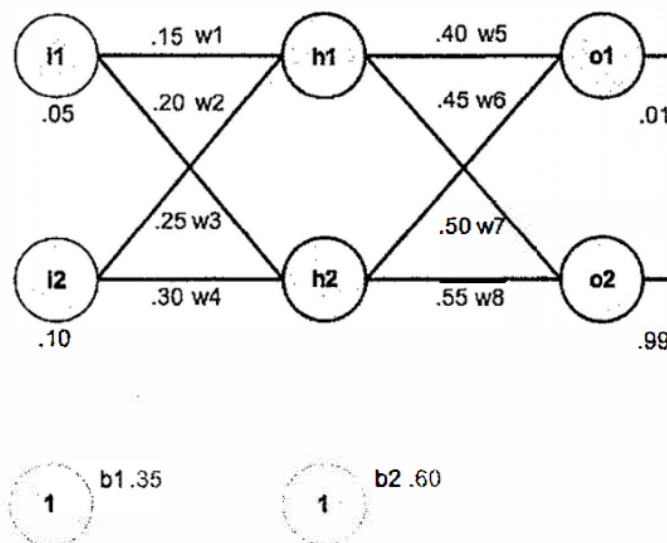 .15 w1
.40 w5
i1
h1
o1
.20 w2
.45 w6
.05
.01
.25 w3
.50 w7
i2
h2
o2
.30 w4
.55 w8
.10
.99
b1 .35
b2 .60
1
1